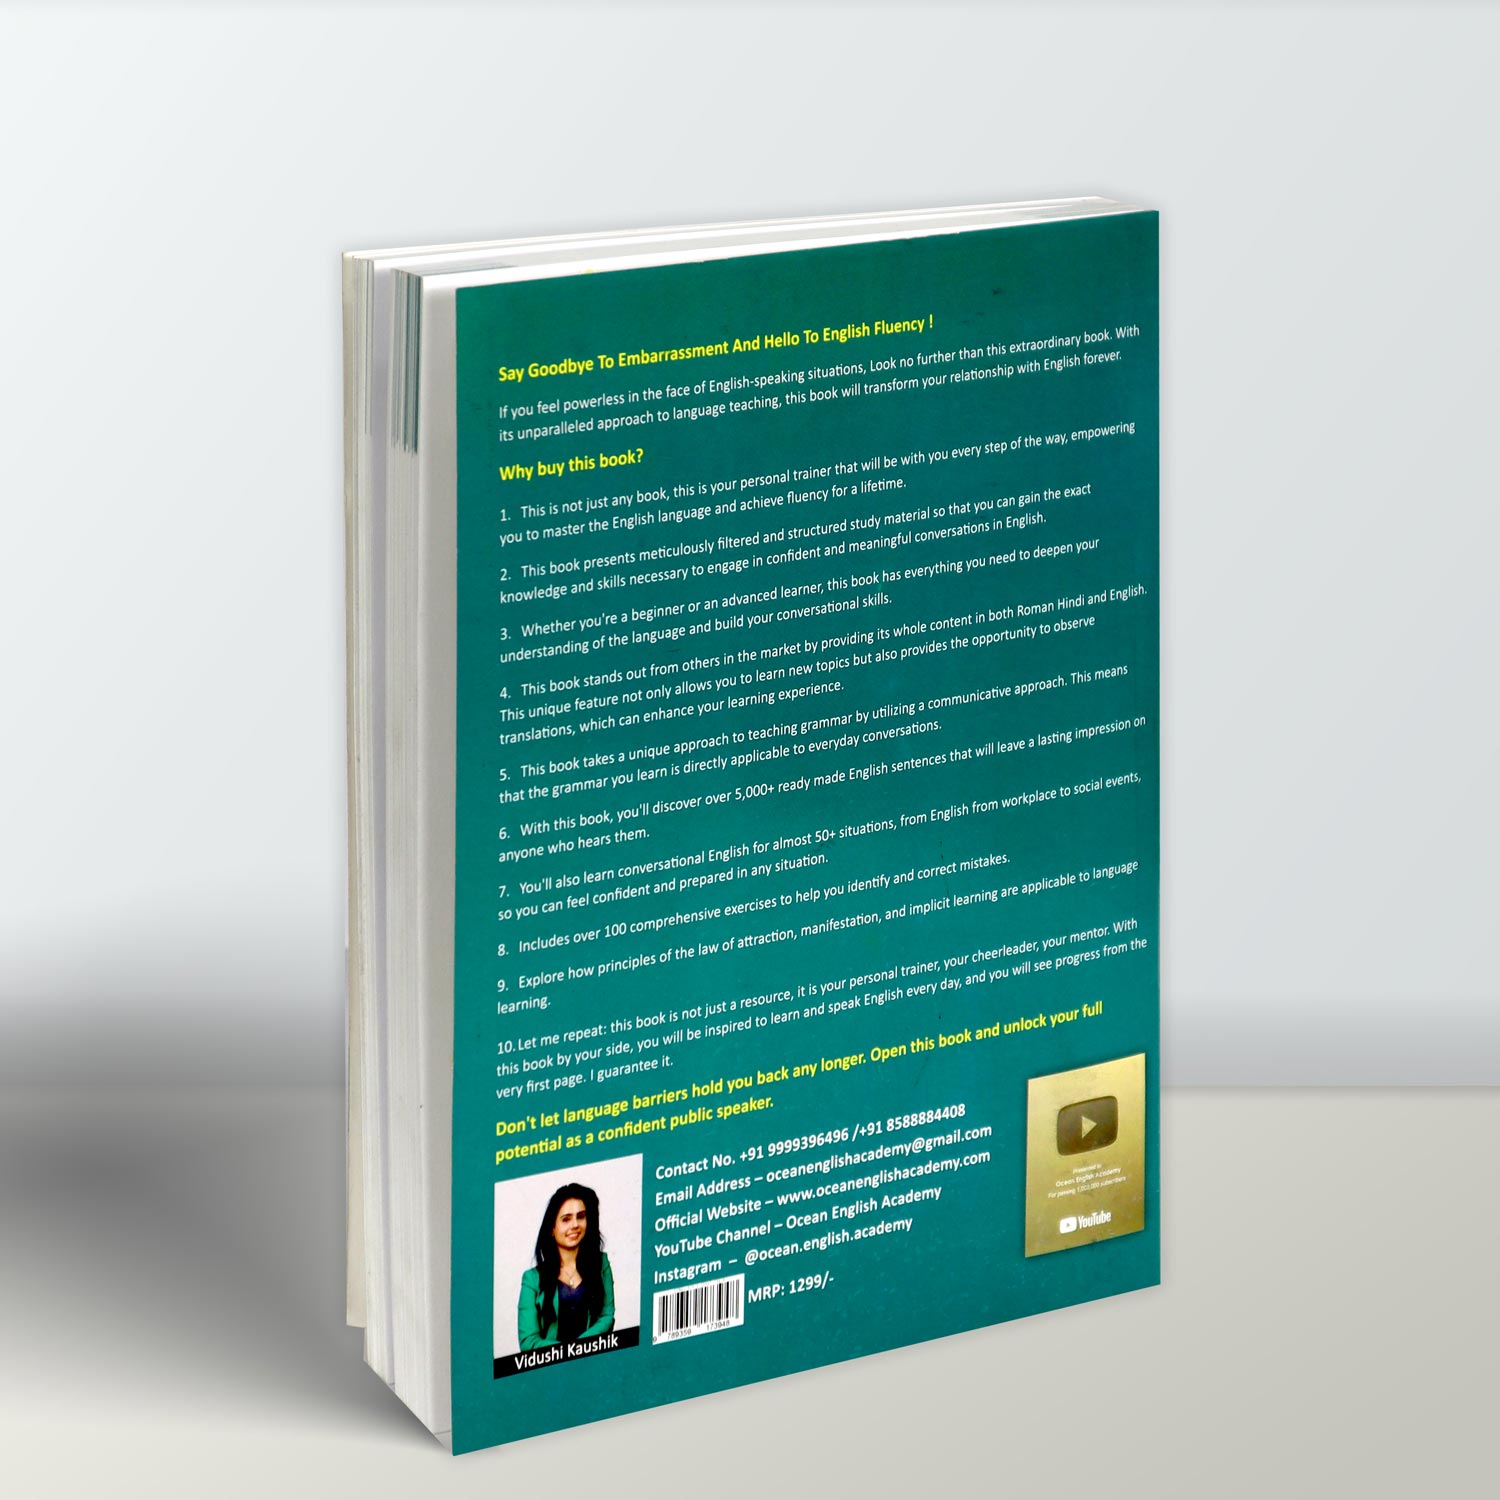 Say Goodbye To Embarrassment And Hello To English Fluency !
If you feel powerless in the face of English-speaking situations, Look no further than this extraordinary book. With
its unparalleled approach to language teaching, this book will transform your relationship with English forever.
Why buy this book?
1. This is not just any book, this is your personal trainer that will be with you every step of the way, empowering
you to master the English language and achieve fluency for a lifetime.
2. This book presents meticulously filtered and structured study material so that you can gain the exact
knowledge and skills necessary to engage in confident and meaningful conversations in English.
3. Whether you're a beginner or an advanced learner, this book has everything you need to deepen your
understanding of the language and build your conversational skills.
4. This book stands out from others in the market by providing its whole content in both Roman Hindi and English.
This unique feature not only allows you to learn new topics but also provides the opportunity to observe
translations, which can enhance your learning experience.
5. This book takes a unique approach to teaching grammar by utilizing a communicative approach. This means
that the grammar you learn is directly applicable to everyday conversations.
6. With this book, you'll discover over 5,000+ ready made English sentences that will leave a lasting impression on
anyone who hears them.
7. You'll also learn conversational English for almost 50+ situations, from English from workplace to social events,
so you can feel confident and prepared in any situation.
8. Includes over 100 comprehensive exercises to help you identify and correct mistakes.
9. Explore how principles of the law of attraction, manifestation, and implicit learning are applicable to language
learning.
10. Let me repeat: this book is not just a resource, it is your personal trainer, your cheerleader, your mentor. With
this book by your side, you will be inspired to learn and speak English every day, and you will see progress from the
very first page. I guarantee it.
Don't let language barriers hold you back any longer. Open this book and unlock your full
potential as a confident public speaker.
Contact No. +91 9999396496 /+91 8588884408
Email Address – oceanenglishacademy@gmail.com
Official Website – www.oceanenglishacademy.com
YouTube Channel – Ocean English Academy
Instagram – @ocean.english.academy
MRP: 1299/-
9 789359 173948
Vidushi Kaushik
Presented to
Ocean English Academy
For passing 1,000,000 subscribers
YouTube